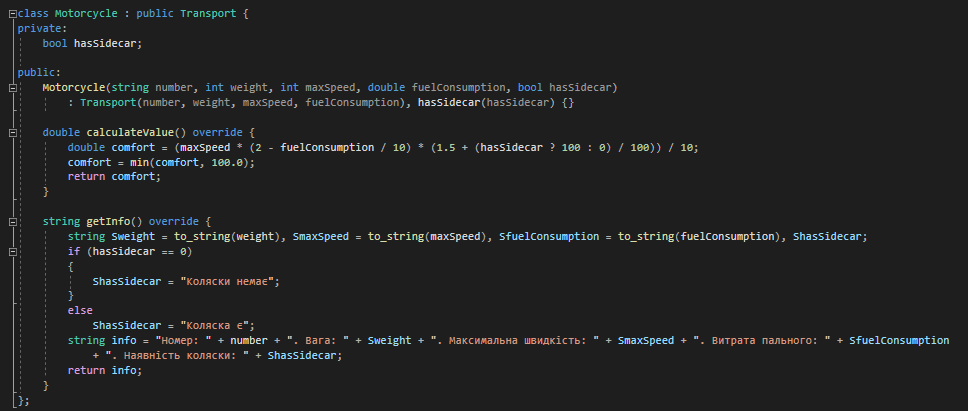 class Motorcycle : public Transport {
private:
    bool hasSidecar;

public:
    Motorcycle(string number, int weight, int maxSpeed, double fuelConsumption, bool hasSidecar)
        : Transport(number, weight, maxSpeed, fuelConsumption), hasSidecar(hasSidecar) {}

    double calculateValue() override {
        double comfort = (maxSpeed * (2 - fuelConsumption / 10) * (1.5 + (hasSidecar ? 100 : 0) / 100)) / 10;
        comfort = min(comfort, 100.0);
        return comfort;
    }

    string getInfo() override {
        string Sweight = to_string(weight), SmaxSpeed = to_string(maxSpeed), SfuelConsumption = to_string(fuelConsumption), ShasSidecar;
        if (hasSidecar == 0)
        {
            ShasSidecar = "Коляски немає";
        }
        else
            ShasSidecar = "Коляска є";
        string info = "Номер: " + number + ". Вага: " + Sweight + ". Максимальна швидкість: " + SmaxSpeed + ". Витрата пального: " + SfuelConsumption
            + ". Наявність коляски: " + ShasSidecar;
        return info;
    }
};